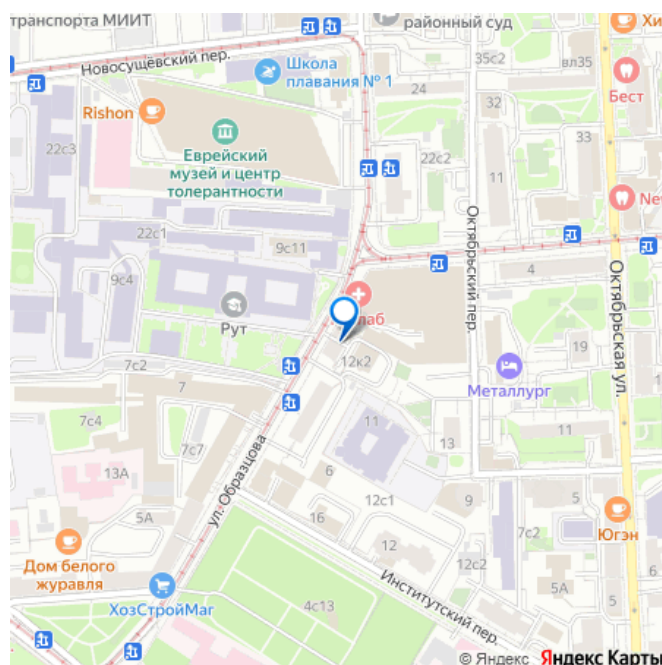 транспорта МИИТ
районный суд
Хи
Новосущёвский пер.
Школа
плавания № 1
35с2
вл35
24
32
Бест
Rishon
Еврейский
музей и центр
толерантности
22с3
22с2
11
33
New
22с1
9с11
Октябрьский пер.
4
9с4
Рут
лаб
Октябрьская ул.
19
7с2
7
12к2
Металлург
7с4
7с7
ул. Образцова
11
13
11
13А
6
5А
12с1
9
5
5
16
7с2
Югэн
Дом белого
журавля
12
12с2
5А
ХозСтройМаг
4с13
Институтский пер.
© Яндекс Яндекс Карты